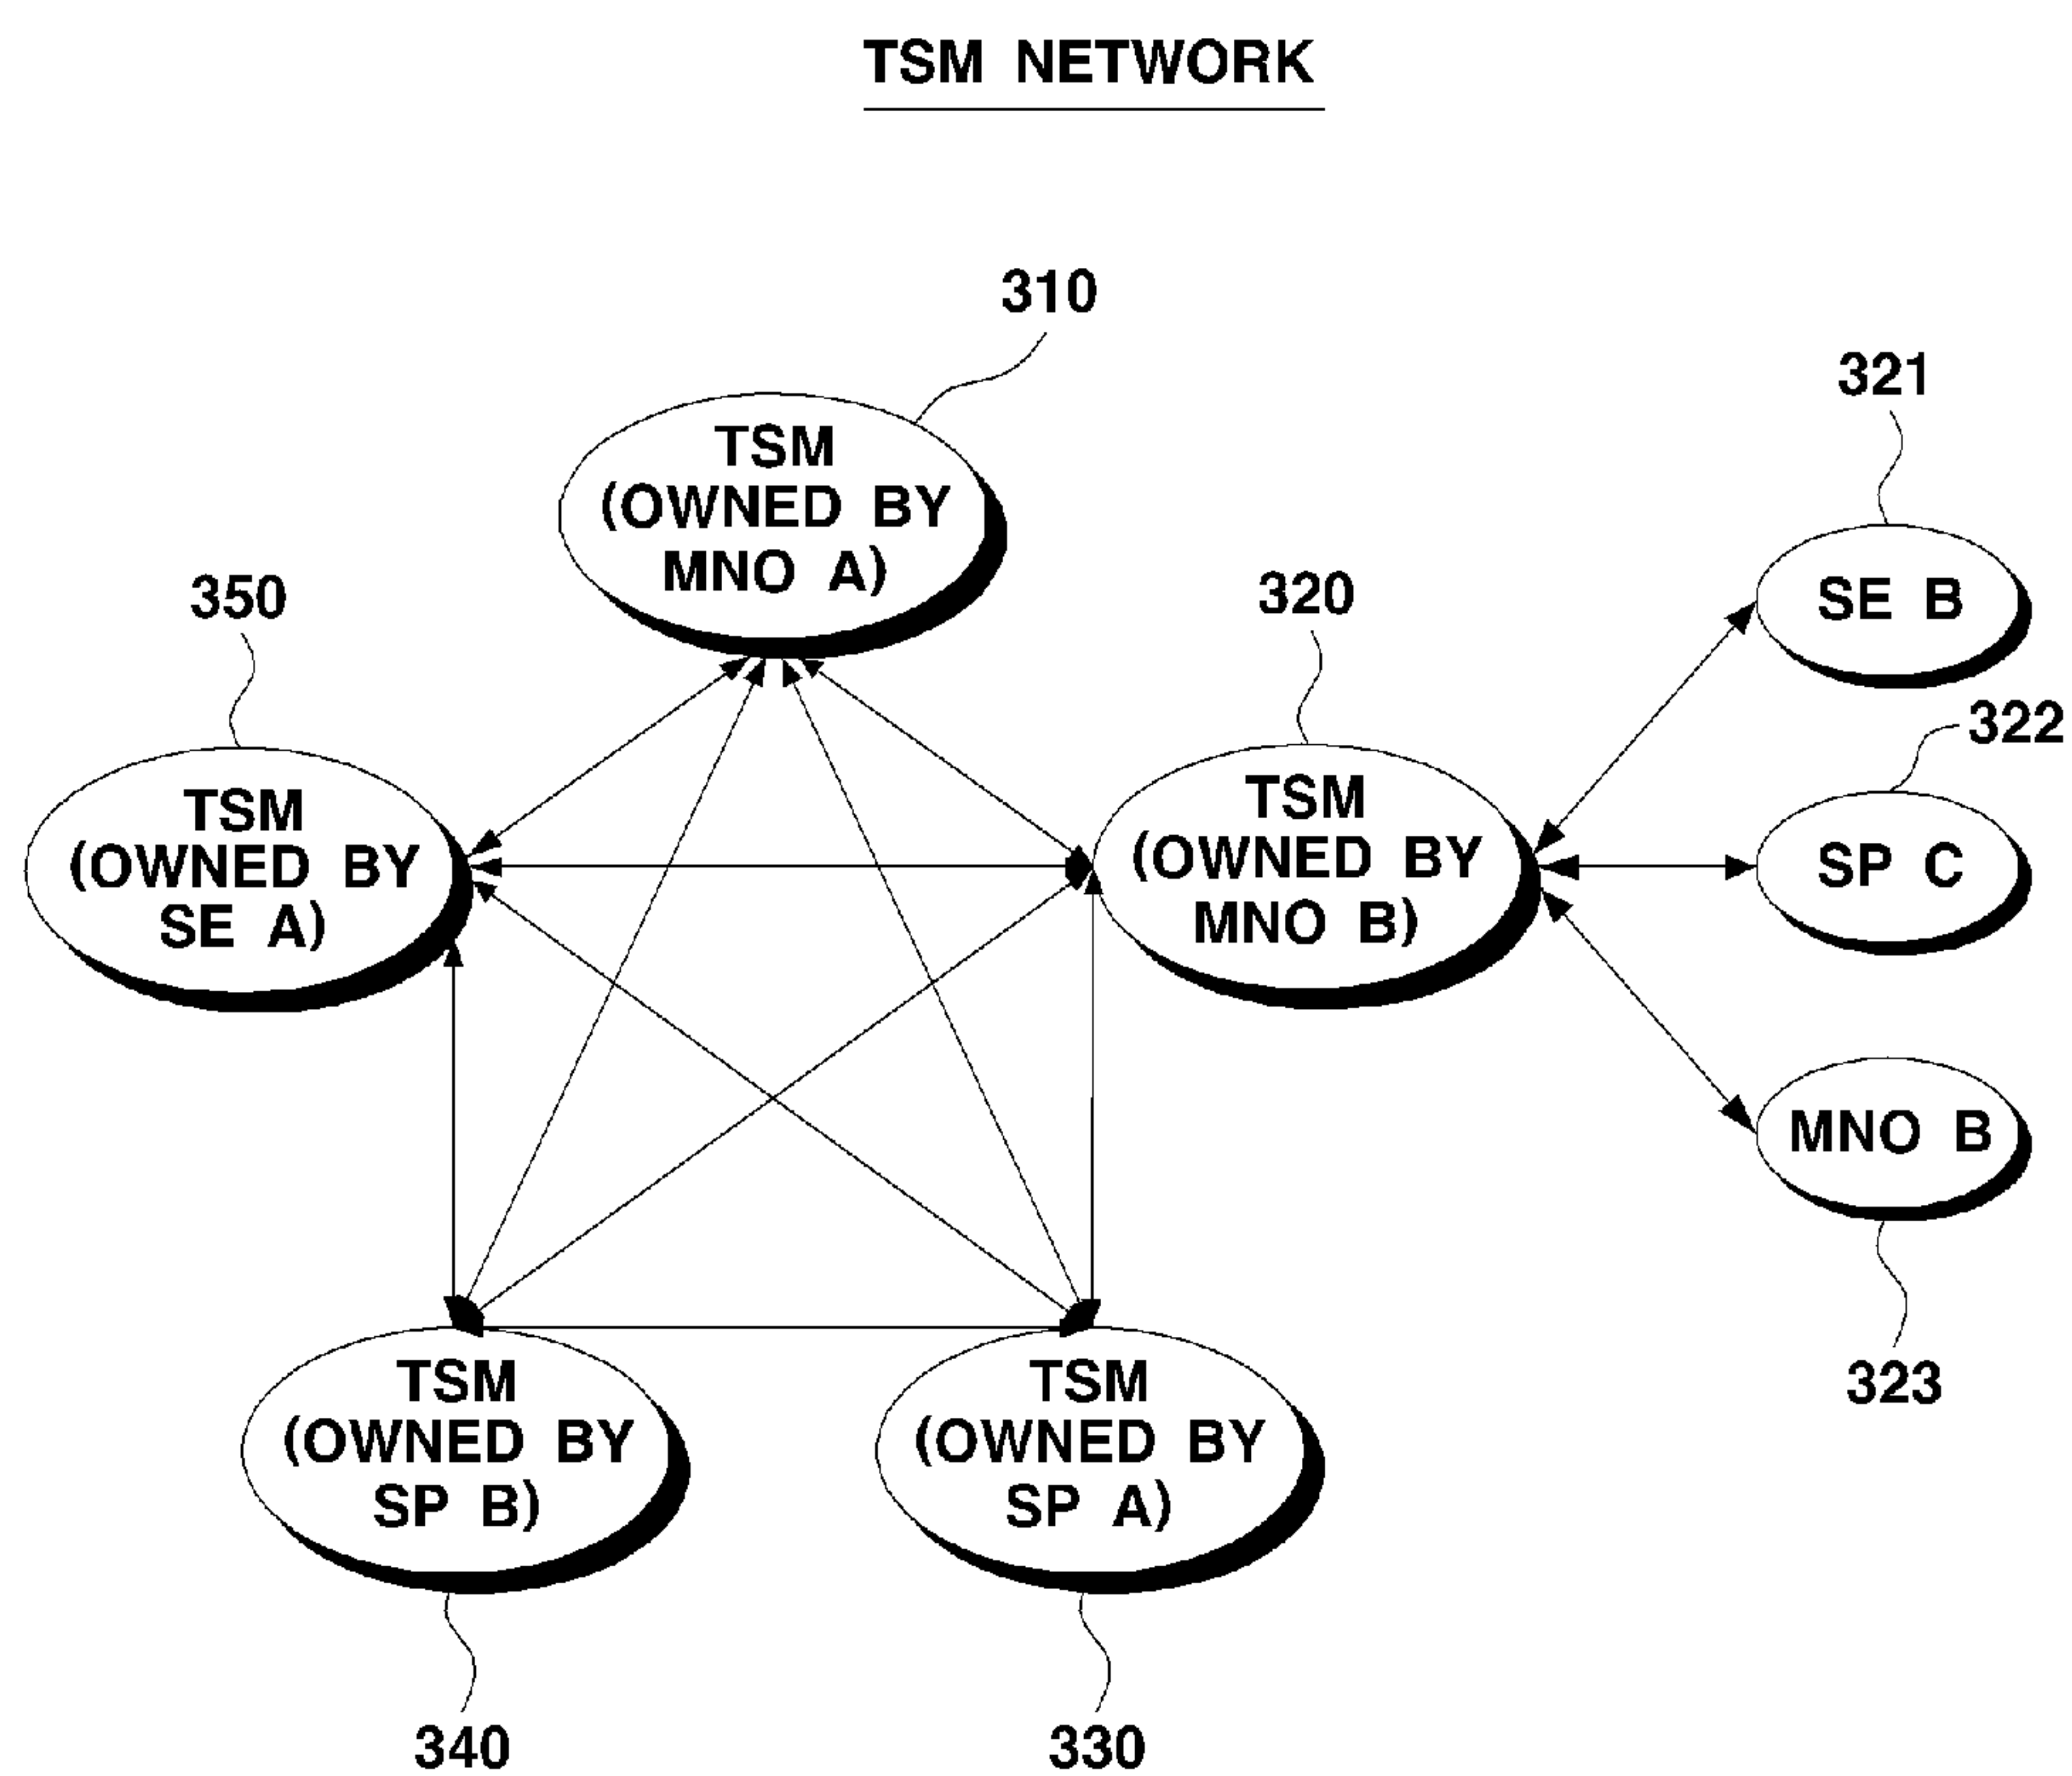 TSM NETWORK
310
TSM
(OWNED BY
MNO A)
321
SE B
350
TSM
(OWNED BY
SE A)
320
TSM
(OWNED BY
MNO B)
322
SP C
MNO B
323
TSM
(OWNED BY
SP B)
340
TSM
(OWNED BY
SP A)
330